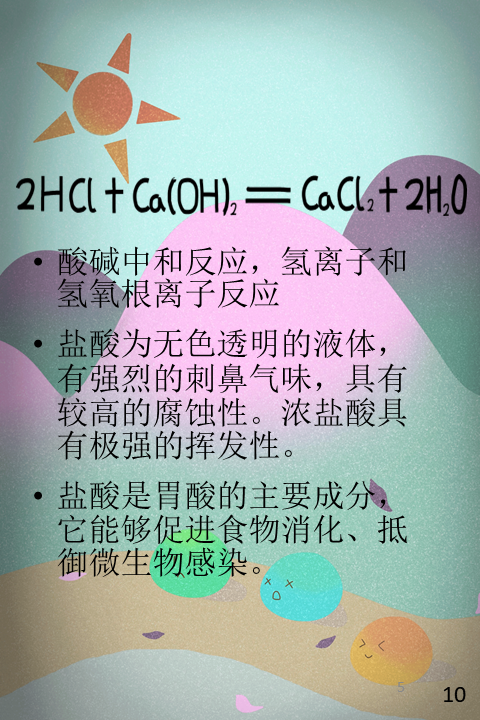 2HCl+Ca(OH)₂=CaCl₂+2H₂O
• 酸碱中和反应，氢离子和
氢氧根离子反应
• 盐酸为无色透明的液体，
有强烈的刺鼻气味，具有
较高的腐蚀性。浓盐酸具
有极强的挥发性。
• 盐酸是胃酸的主要成分，
它能够促进食物消化、抵
御微生物感染。
5
10